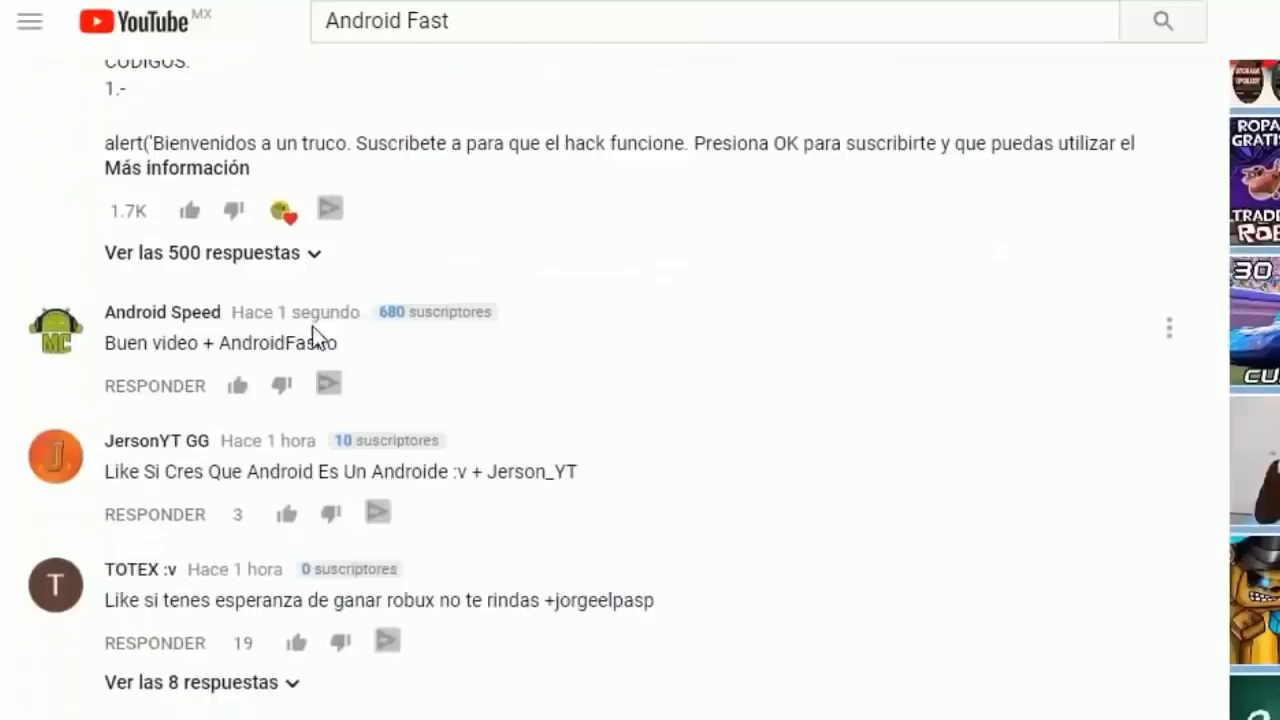 YouTube MX
Android Fast
CODIGOS:
1.-
alert('Bienvenidos a un truco. Suscribete a para que el hack funcione. Presiona OK para suscribirte y que puedas utilizar el
Más información
1.7K
Ver las 500 respuestas
Android Speed Hace 1 segundo 680 suscriptores
MC
Buen video +
RESPONDER
JersonYT GG Hace 1 hora 10 suscriptores
J
Like Si Cres Que Android Es Un Androide :v + Jerson_YT
RESPONDER 3
TOTEX :v Hace 1 hora 0 suscriptores
T
Like si tenes esperanza de ganar robux no te rindas +jorgeelpasp
RESPONDER 19
Ver las 8 respuestas
ROPA
GRATI
TRADE
30
CU